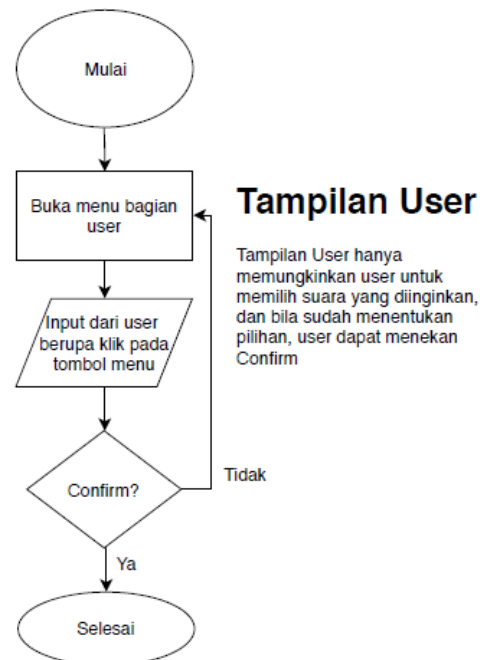 Mulai
Buka menu bagian
user
Tampilan User
Tampilan User hanya
memungkinkan user untuk
memilih suara yang diinginkan,
dan bila sudah menentukan
pilihan, user dapat menekan
Confirm
Input dari user
berupa klik pada
tombol menu
Confirm?
Tidak
Ya
Selesai